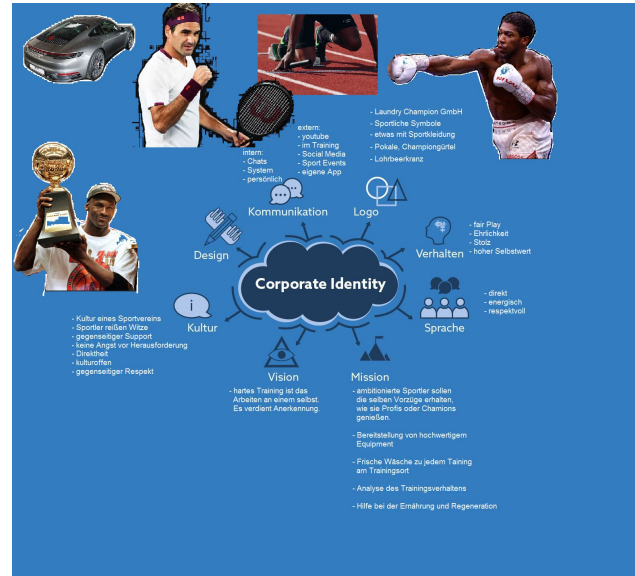 - Laundry Champion GmbH
- Sportliche Symbole
- etwas mit Sportkleidung
- Pokale, Championgürtel
- Lohrbeerkranz
extern:
- youtube
- im Training
- Social Media
- Sport Events
- eigene App
intern:
- Chats
- System
- persönlich
Kommunikation
Logo
Design
Verhalten
- fair Play
- Ehrlichkeit
- Stolz
- hoher Selbstwert
Corporate Identity
Kultur
Sprache
- direkt
- energisch
- respektvoll
- Kultur eines Sportvereins
- Sportler reißen Witze
- gegenseitiger Support
- keine Angst vor Herausforderung
- Direktheit
- kulturoffen
- gegenseitiger Respekt
Vision
- hartes Training ist das
Arbeiten an einem selbst.
Es verdient Anerkennung.
Mission
- ambitionierte Sportler sollen
die selben Vorzüge erhalten,
wie sie Profis oder Chamions
genießen.
- Bereitstellung von hochwertigem
Equipment
- Frische Wäsche zu jedem Taining
am Trainingsort
- Analyse des Trainingsverhaltens
- Hilfe bei der Ernährung und Regeneration